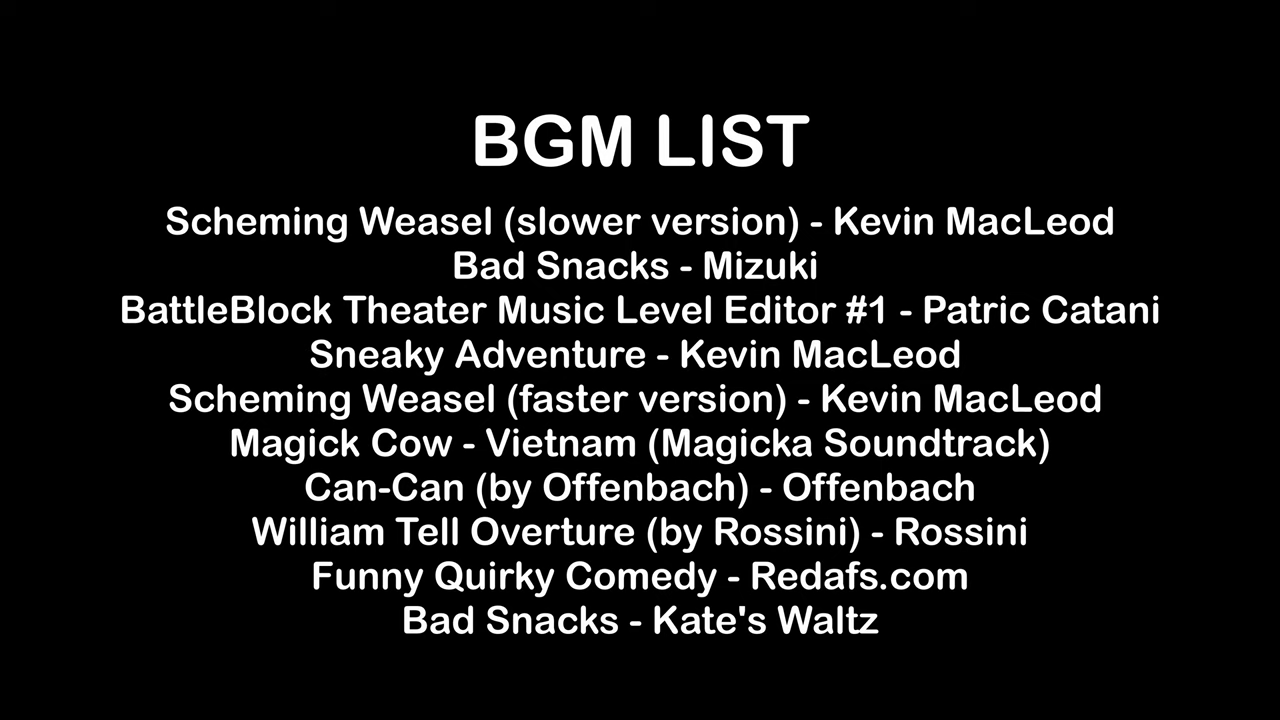 BGM LIST
Scheming Weasel (slower version) - Kevin MacLeod
Bad Snacks - Mizuki
BattleBlock Theater Music Level Editor #1 - Patric Catani
Sneaky Adventure - Kevin MacLeod
Scheming Weasel (faster version) - Kevin MacLeod
Magick Cow - Vietnam (Magicka Soundtrack)
Can-Can (by Offenbach) - Offenbach
William Tell Overture (by Rossini) - Rossini
Funny Quirky Comedy - Redafs.com
Bad Snacks - Kate's Waltz